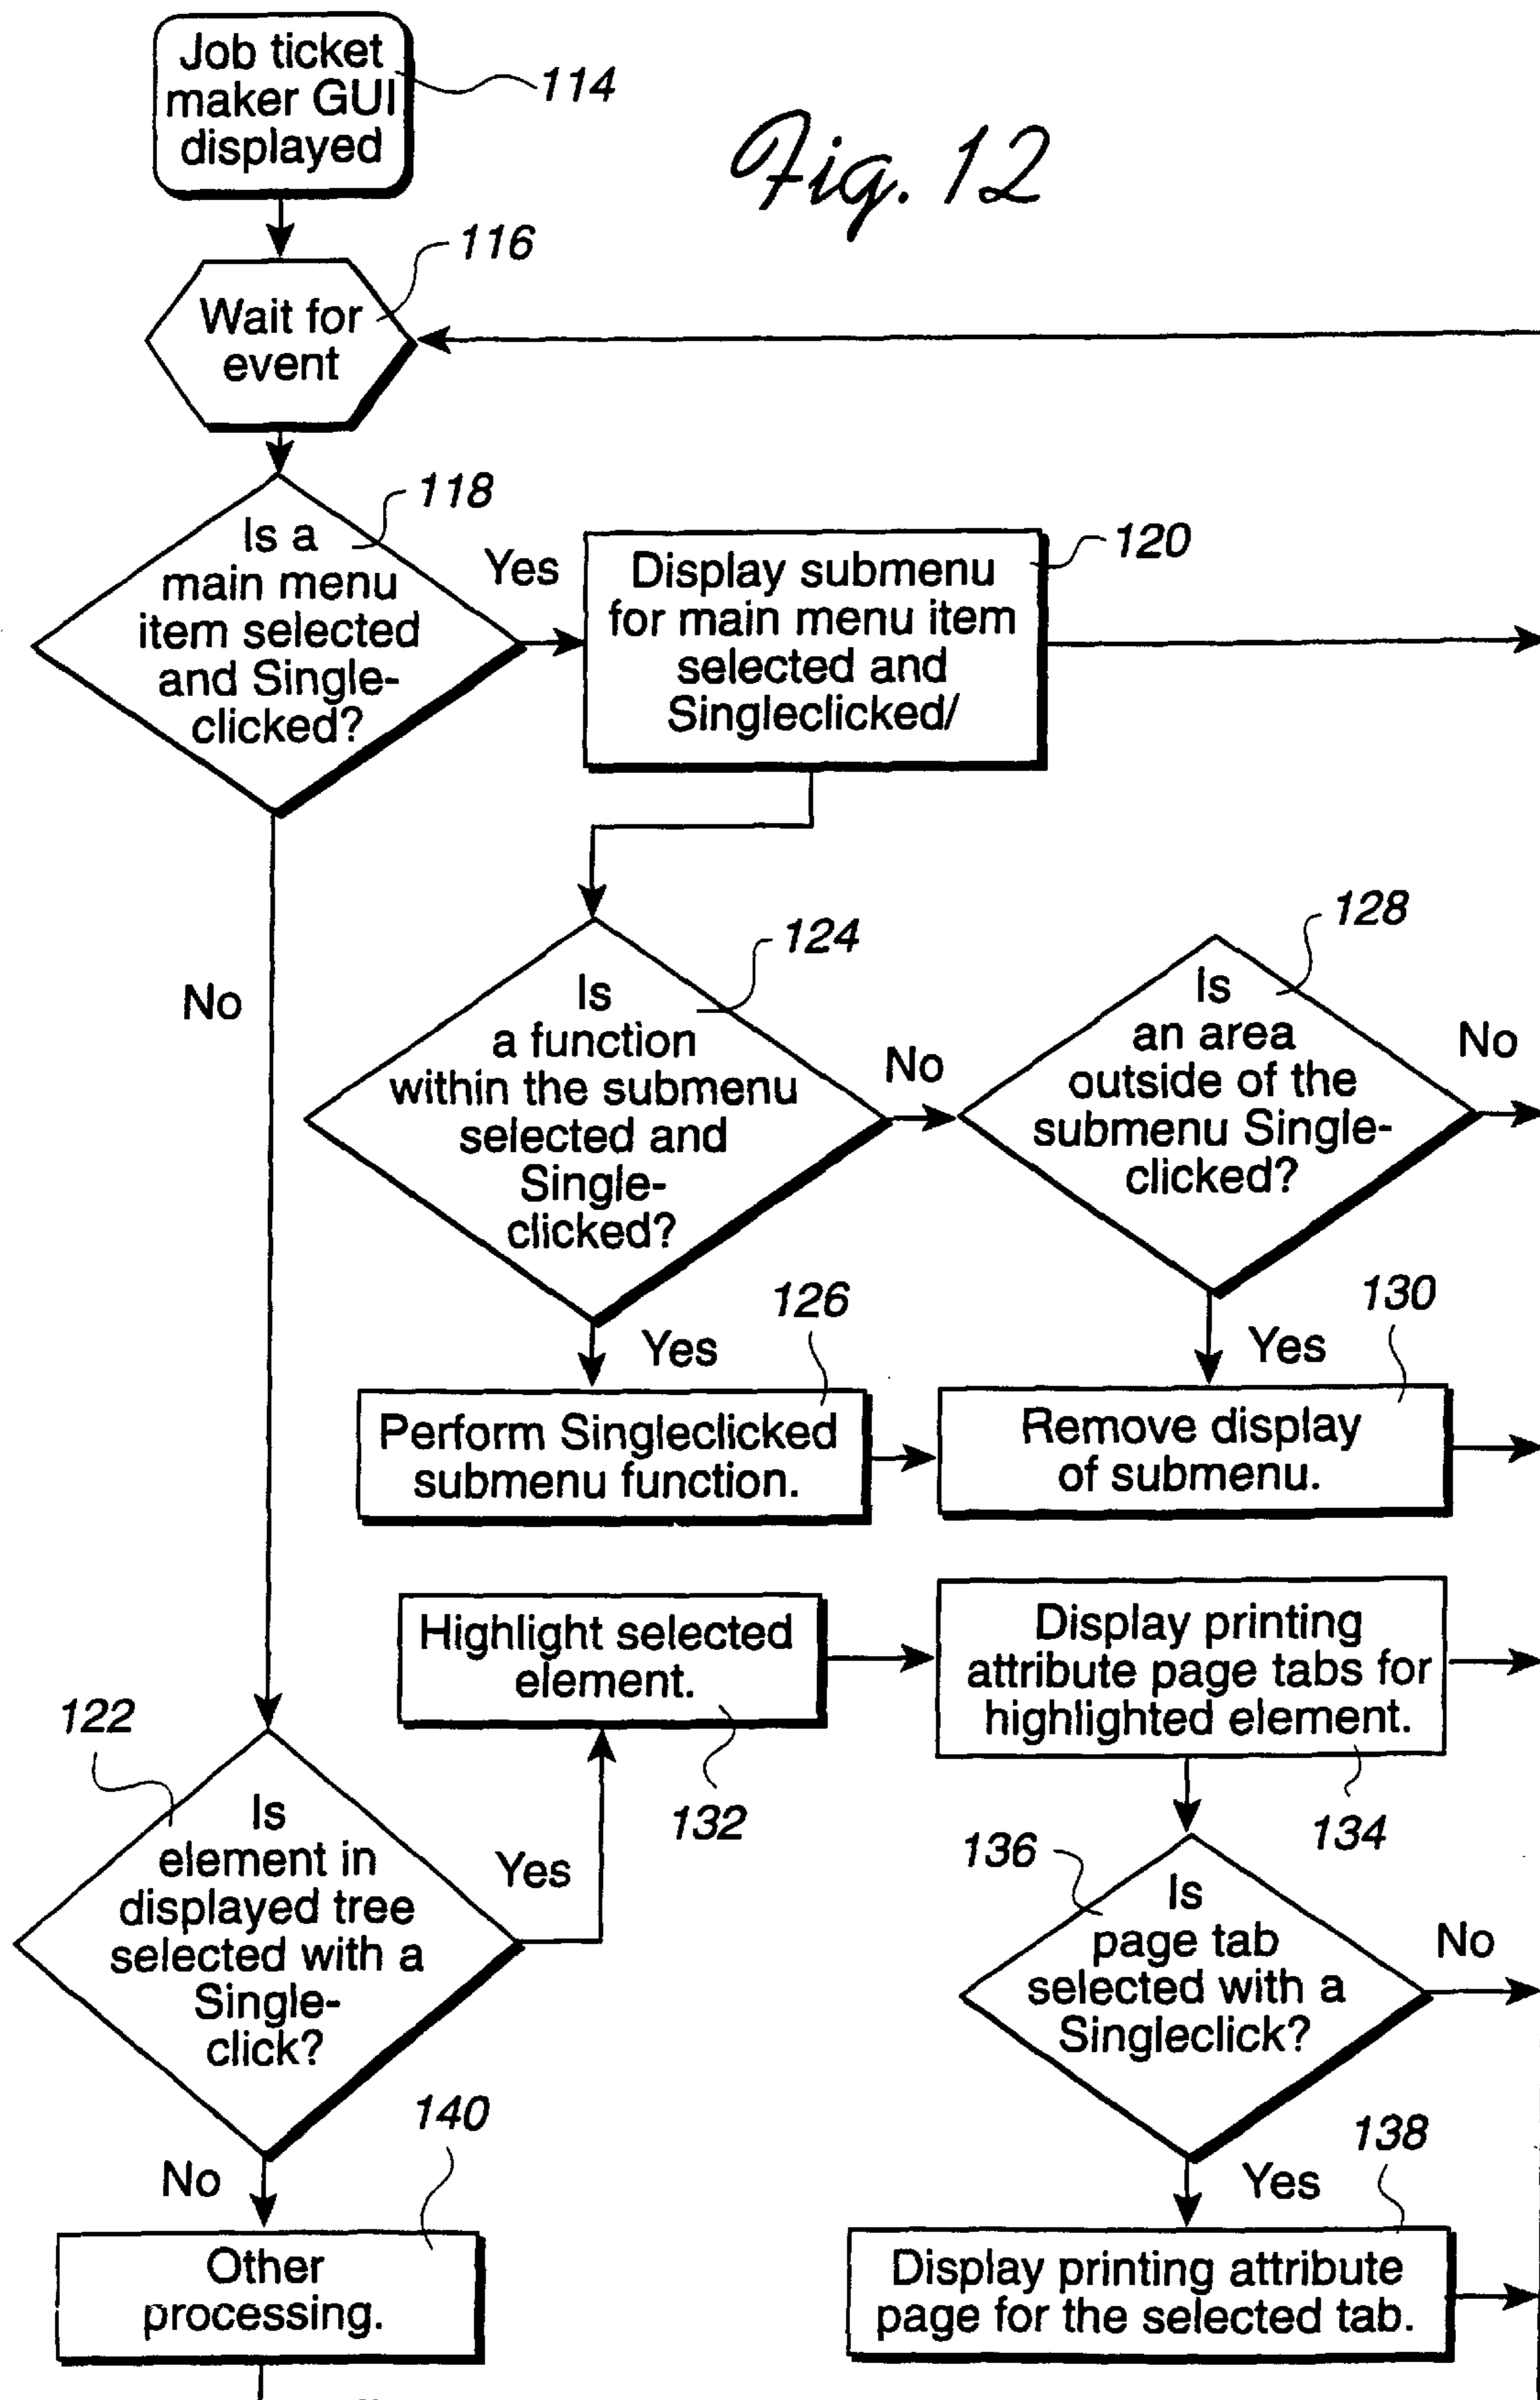 Job ticket
maker GUI
displayed
114
Fig. 12
116
Wait for
event
118
Is a
main menu
item selected
and Single-
clicked?
Yes
120
Display submenu
for main menu item
selected and
Singleclicked/
No
124
Is
a function
within the submenu
selected and
Single-
clicked?
No
128
Is
an area
outside of the
submenu Single-
clicked?
No
Yes
126
Perform Singleclicked
submenu function.
Yes
130
Remove display
of submenu.
122
Is
element in
displayed tree
selected with a
Single-
click?
Yes
Highlight selected
element.
132
Display printing
attribute page tabs for
highlighted element.
134
136
Is
page tab
selected with a
Singleclick?
No
No
140
Other
processing.
Yes
138
Display printing attribute
page for the selected tab.